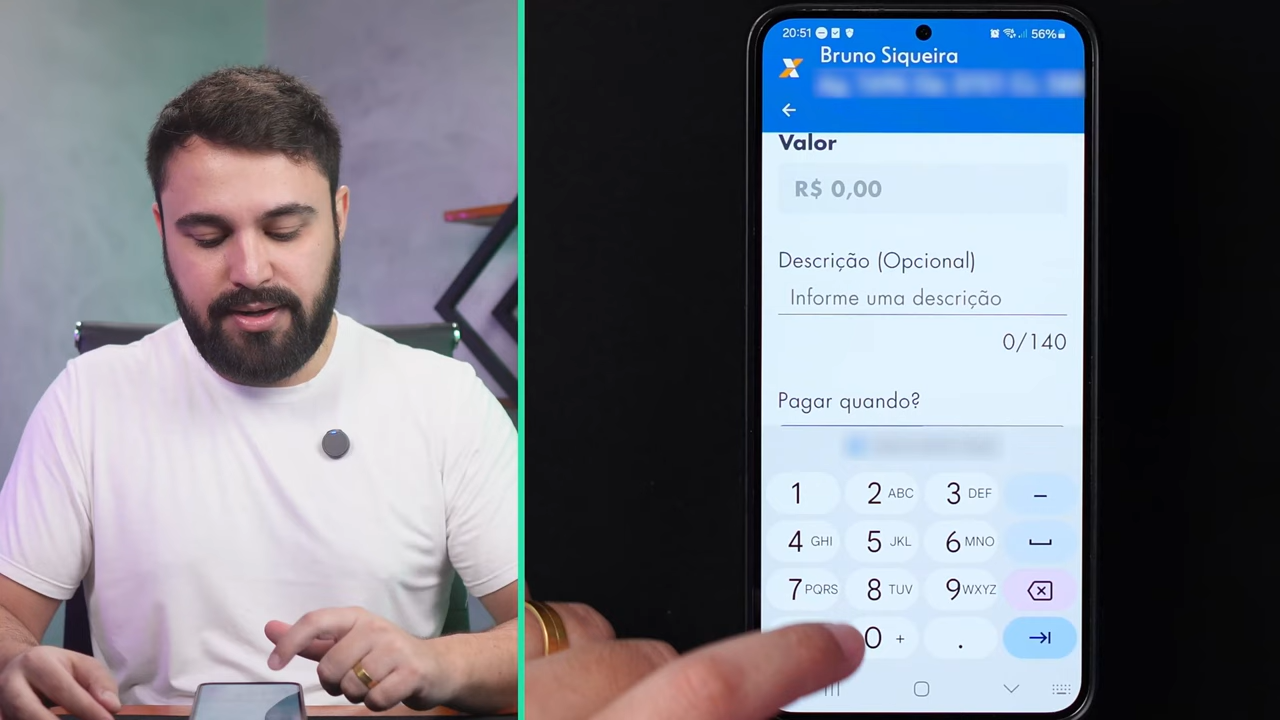 20:51
56%
Bruno Siqueira
Valor
R$ 0,00
Descrição (Opcional)
Informe uma descrição
0/140
Pagar quando?
1 2 ABC 3 DEF –
4 GHI 5 JKL 6 MNO
7 PQRS 8 TUV 9 WXYZ
0 + .